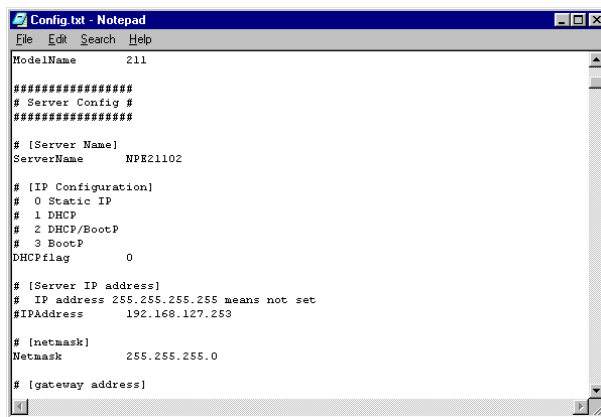 Config.txt - Notepad
File Edit Search Help
ModelName 211
#################
# Server Config #
#################
# [Server Name]
ServerName NPE21102
# [IP Configuration]
# 0 Static IP
# 1 DHCP
# 2 DHCP/BootP
# 3 BootP
DHCPflag 0
# [Server IP address]
# IP address 255.255.255.255 means not set
#IPAddress 192.168.127.253
# [netmask]
Netmask 255.255.255.0
# [gateway address]